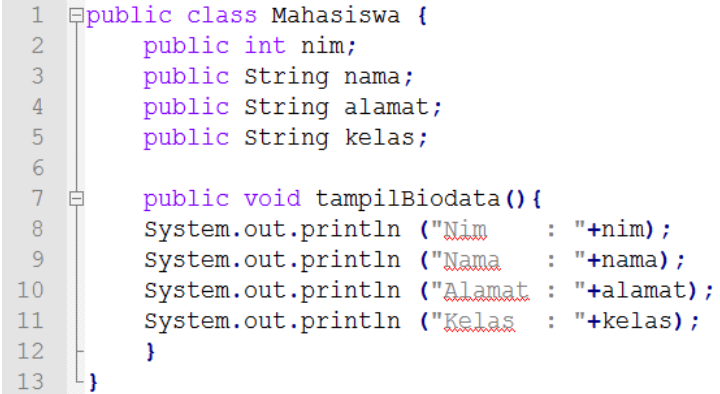 1 public class Mahasiswa {
2     public int nim;
3     public String nama;
4     public String alamat;
5     public String kelas;
6
7     public void tampilBiodata(){
8     System.out.println ("Nim    : "+nim);
9     System.out.println ("Nama   : "+nama);
10     System.out.println ("Alamat : "+alamat);
11     System.out.println ("Kelas  : "+kelas);
12     }
13 }